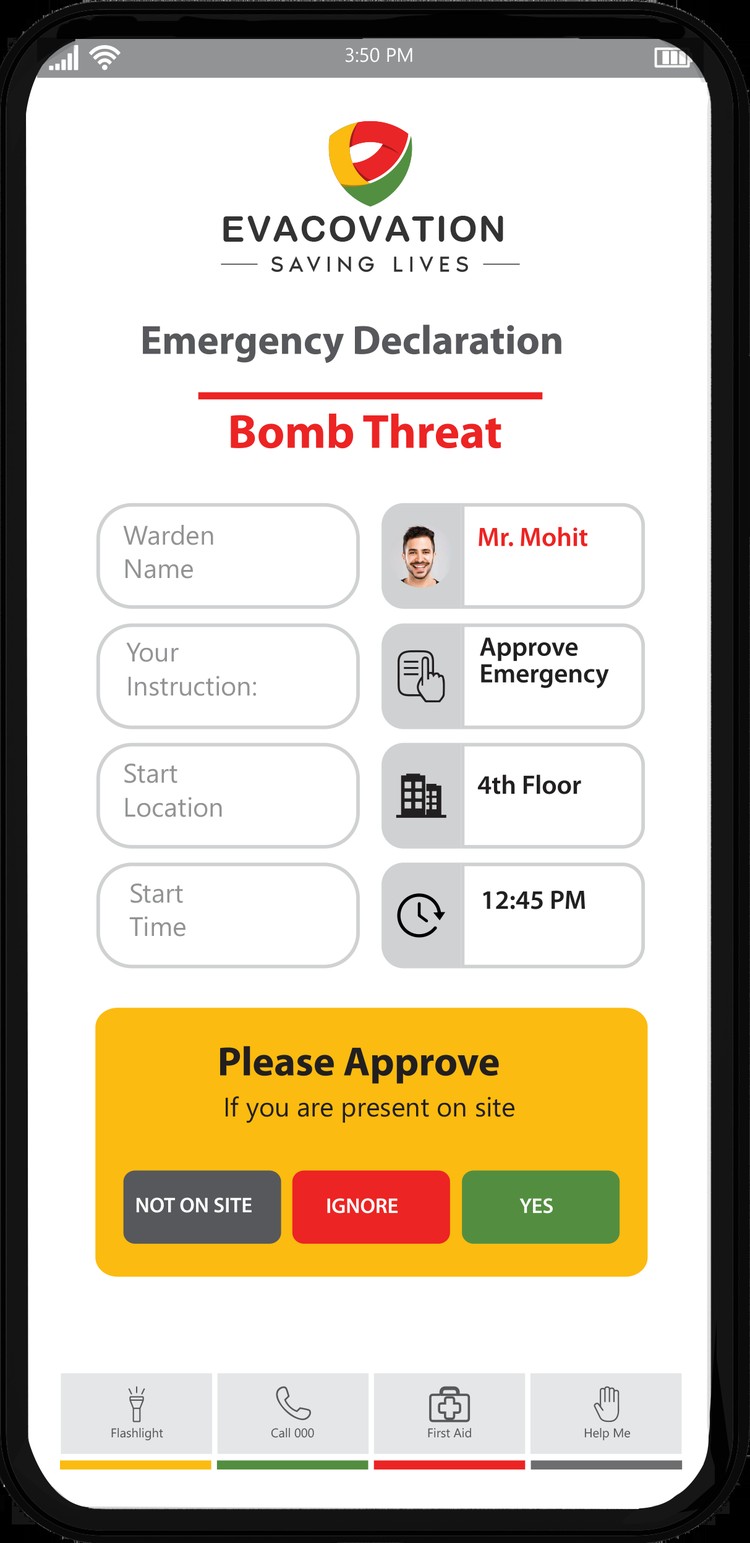 3:50 PM
EVACOVATION
SAVING LIVES
Emergency Declaration
Bomb Threat
Warden
Name
Mr. Mohit
Your
Instruction:
Approve
Emergency
Start
Location
4th Floor
Start
Time
12:45 PM
Please Approve
If you are present on site
NOT ON SITE
IGNORE
YES
Flashlight
Call 000
First Aid
Help Me